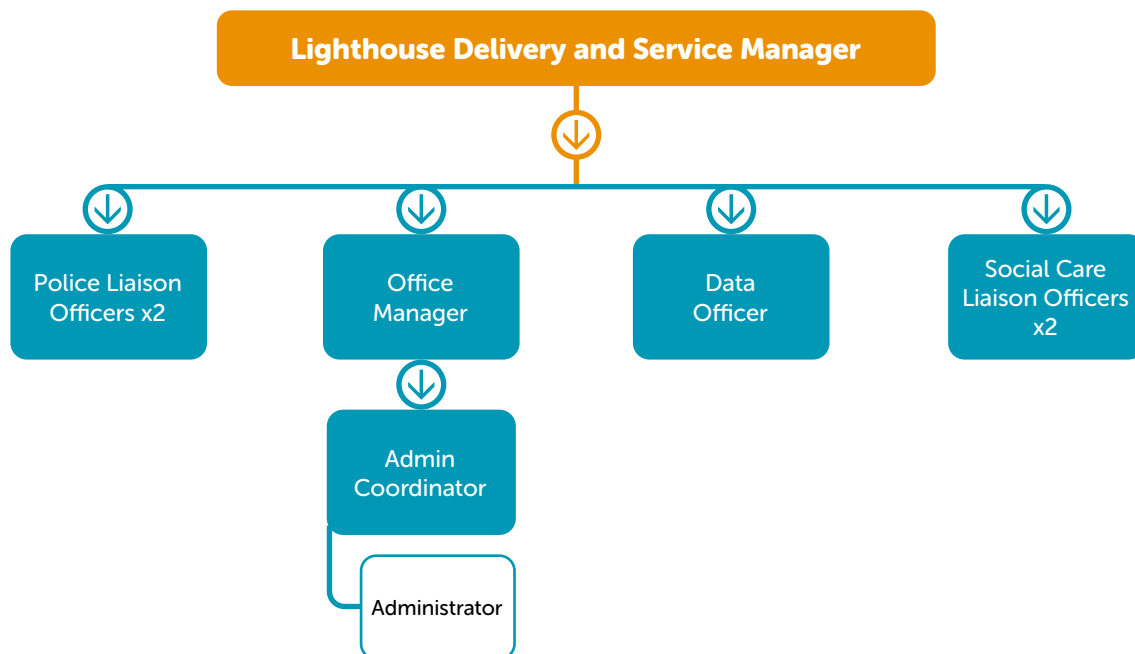 Lighthouse Delivery and Service Manager
Police Liaison
Officers x2
Office
Manager
Data
Officer
Social Care
Liaison Officers
x2
Admin
Coordinator
Administrator